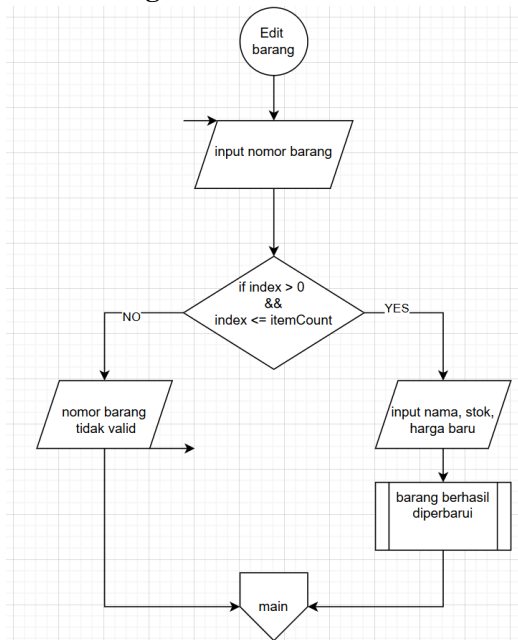 Edit
barang
input nomor barang
if index > 0
&&
index <= itemCount
NO
YES
nomor barang
tidak valid
input nama, stok,
harga baru
barang berhasil
diperbarui
main